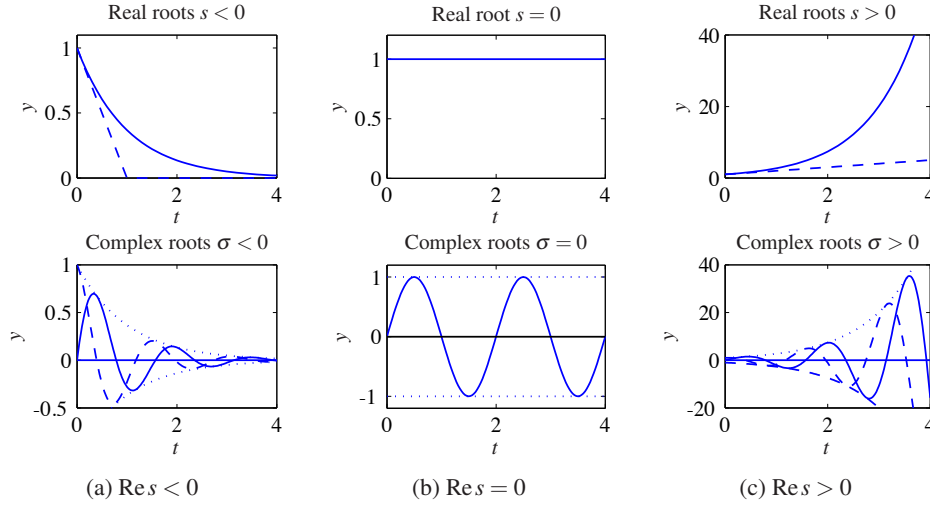 Real roots s < 0
1
0.5
0
0 2 4
y
t
Real root s = 0
1
0.5
0
0 2 4
y
t
Real roots s > 0
40
20
0
0 2 4
y
t
Complex roots σ < 0
1
0.5
0
-0.5
0 2 4
y
t
Complex roots σ = 0
1
0
-1
0 2 4
y
t
Complex roots σ > 0
40
20
0
-20
0 2 4
y
t
(a) Re s < 0
(b) Re s = 0
(c) Re s > 0